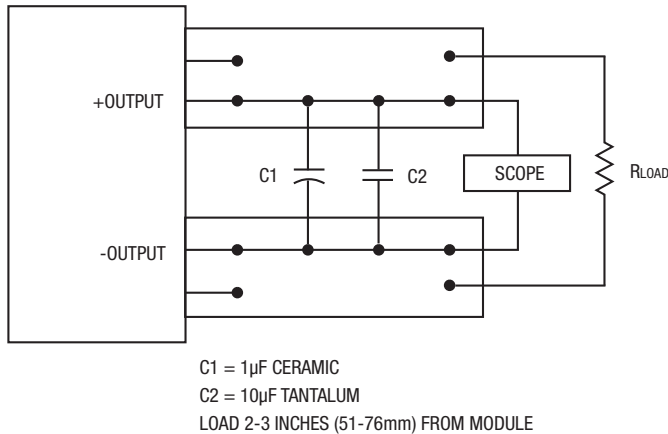 +OUTPUT
C1
C2
SCOPE
RLOAD
-OUTPUT
C1 = 1µF CERAMIC
C2 = 10µF TANTALUM
LOAD 2-3 INCHES (51-76mm) FROM MODULE